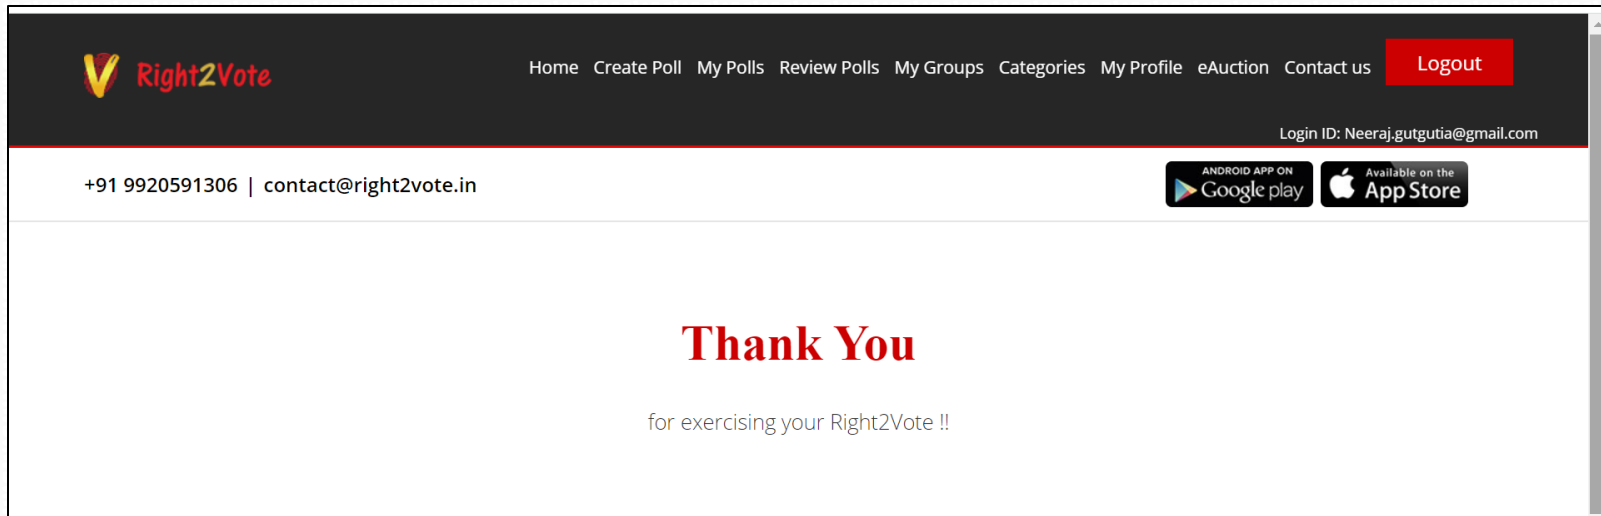 Right2Vote
Home Create Poll My Polls Review Polls My Groups Categories My Profile eAuction Contact us Logout
Login ID: Neeraj.gutgutia@gmail.com
+91 9920591306 | contact@right2vote.in
ANDROID APP ON
Google play
Available on the
App Store
Thank You
for exercising your Right2Vote !!